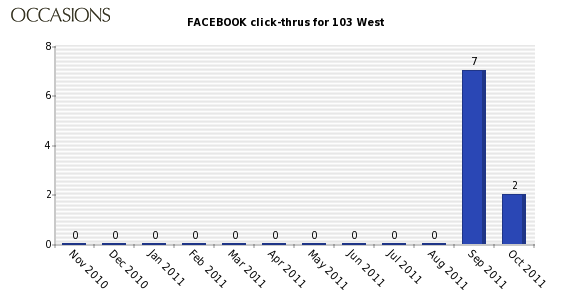 OCCASIONS
FACEBOOK click-thrus for 103 West
8
6
4
2
0
0
0
0
0
0
0
0
0
0
0
7
2
Nov 2010
Dec 2010
Jan 2011
Feb 2011
Mar 2011
Apr 2011
May 2011
Jun 2011
Jul 2011
Aug 2011
Sep 2011
Oct 2011